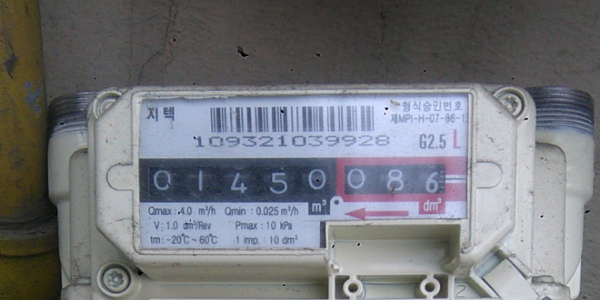 지텍
형식승인번호
제MPI-H-07-86-1
109321039928
G2.5 L
01450086
m³ dm³
Qmax: 4.0 m³/h Qmin: 0.025 m³/h
V: 1.0 dm³/Rev Pmax: 10 kPa
tm: -20℃~60℃ 1 imp. 10 dm³
2